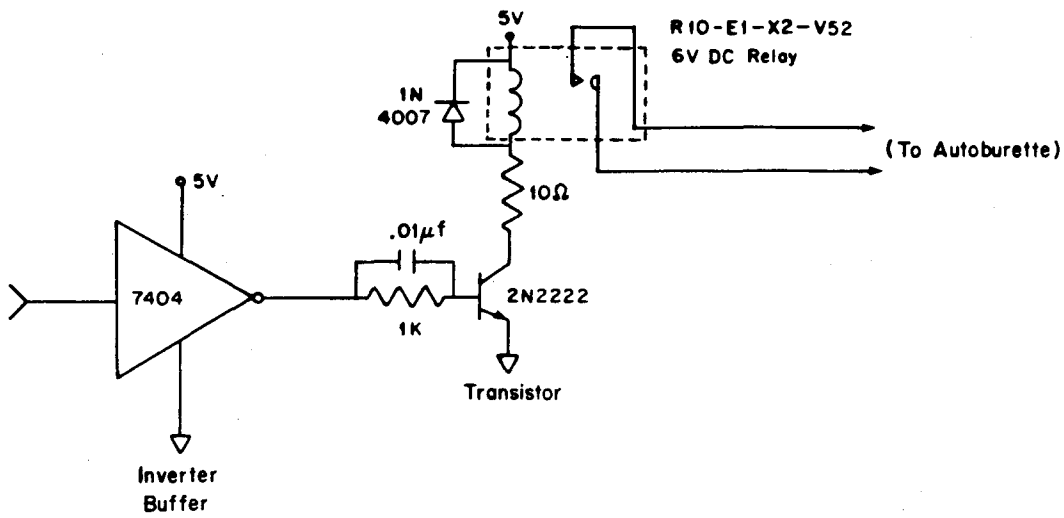 5V
R10-E1-X2-V52
6V DC Relay
1N
4007
(To Autoburette)
10Ω
5V
.01μf
7404
2N2222
1K
Transistor
Inverter
Buffer